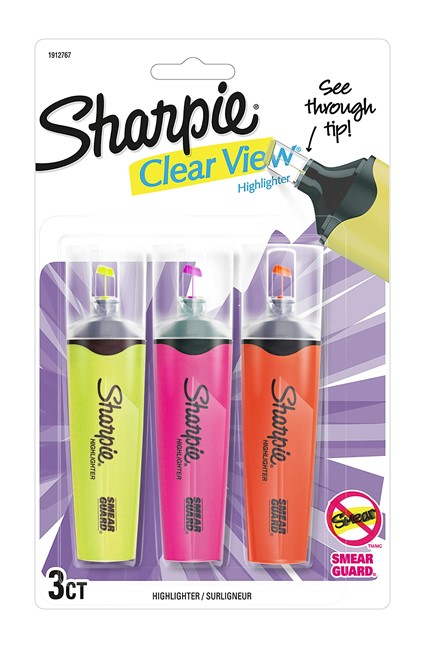 1912767
Sharpie®
Clear View®
Highlighter
See
through
tip!
Sharpie®
HIGHLIGHTER
SMEAR
GUARD®
Sharpie®
HIGHLIGHTER
SMEAR
GUARD®
Sharpie®
HIGHLIGHTER
SMEAR
GUARD®
Smear
TM/MC
SMEAR
GUARD®
3CT
HIGHLIGHTER / SURLIGNEUR